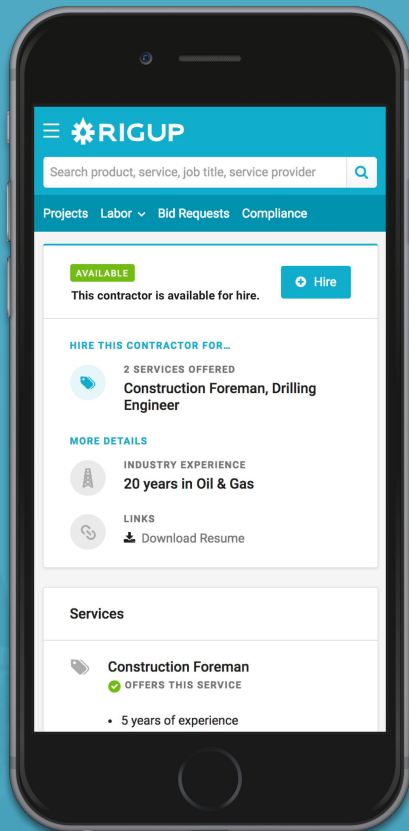 RIGUP
Search product, service, job title, service provider
Projects Labor Bid Requests Compliance
AVAILABLE
This contractor is available for hire.
Hire
HIRE THIS CONTRACTOR FOR...
2 SERVICES OFFERED
Construction Foreman, Drilling
Engineer
MORE DETAILS
INDUSTRY EXPERIENCE
20 years in Oil & Gas
LINKS
Download Resume
Services
Construction Foreman
OFFERS THIS SERVICE
• 5 years of experience